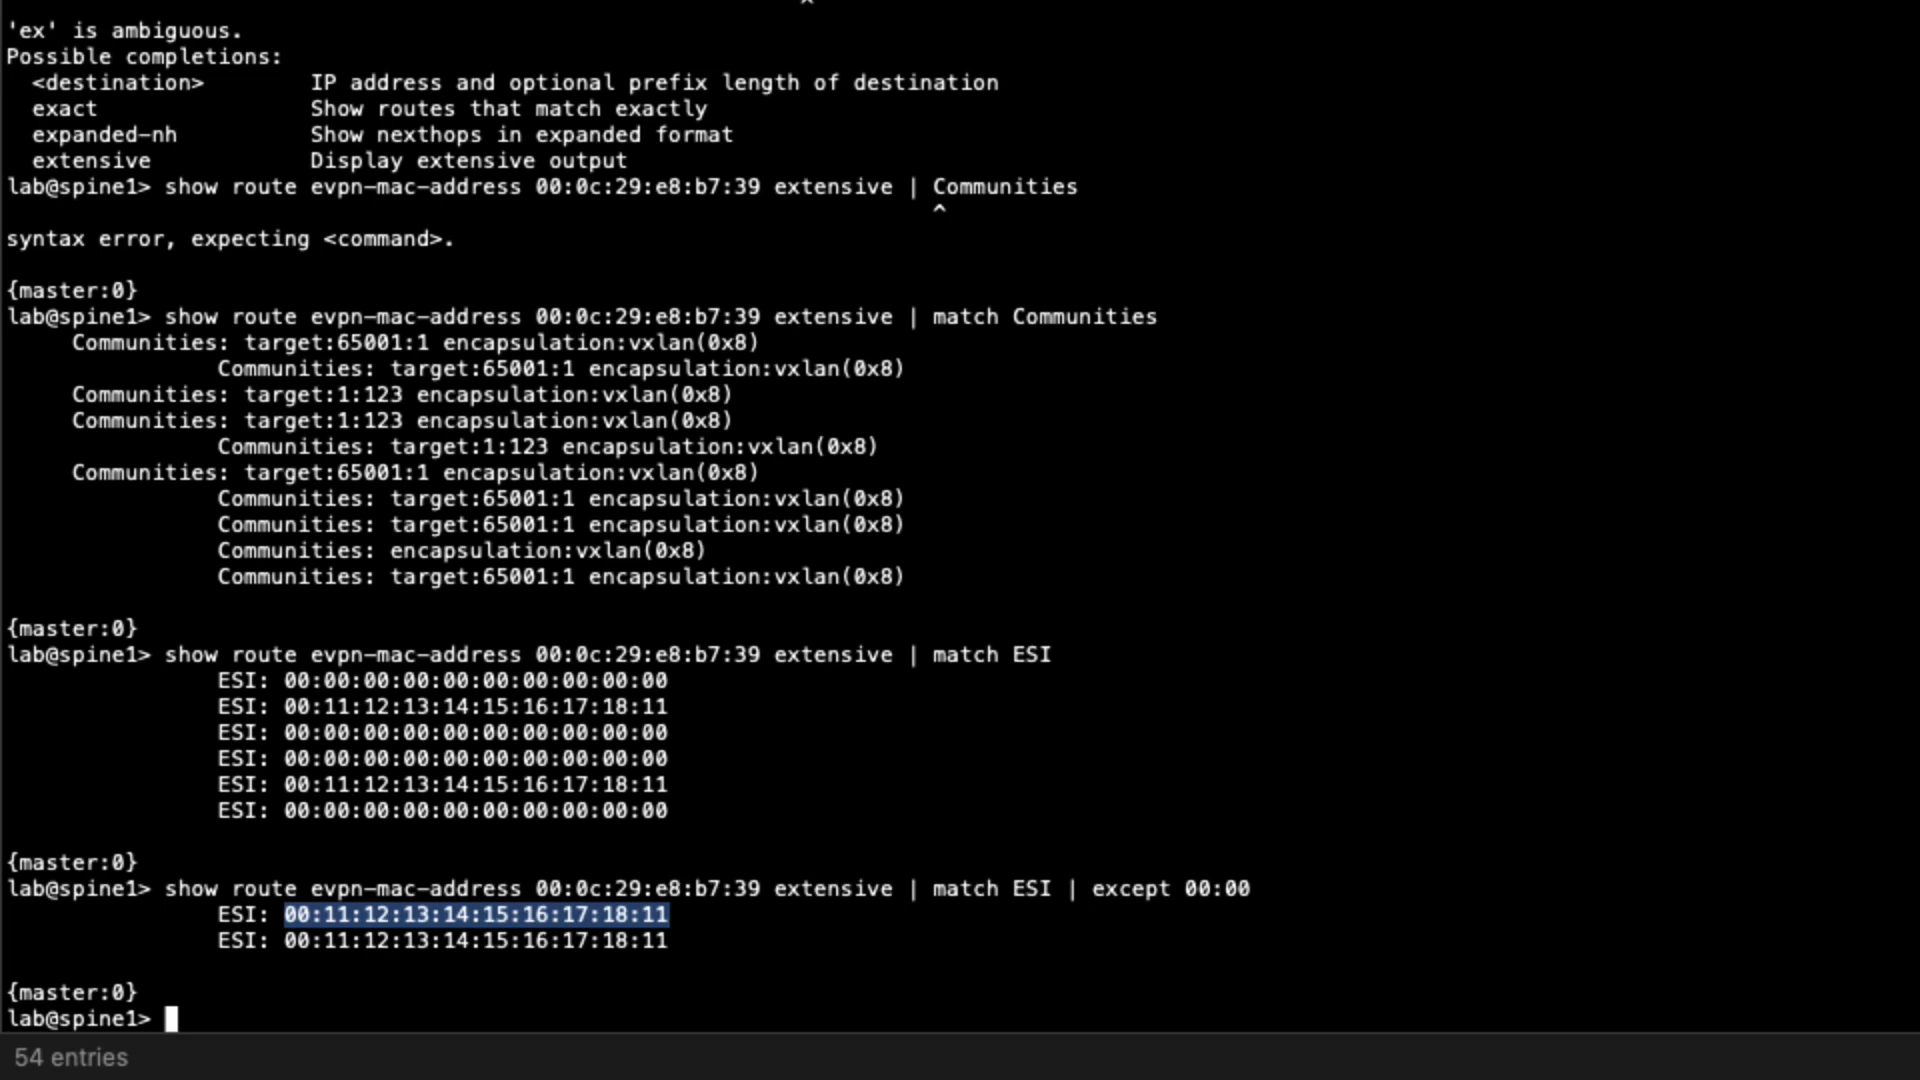 ^
'ex' is ambiguous.
Possible completions:
<destination> IP address and optional prefix length of destination
exact Show routes that match exactly
expanded-nh Show nexthops in expanded format
extensive Display extensive output
lab@spine1> show route evpn-mac-address 00:0c:29:e8:b7:39 extensive | Communities
^
syntax error, expecting <command>.
{master:0}
lab@spine1> show route evpn-mac-address 00:0c:29:e8:b7:39 extensive | match Communities
Communities: target:65001:1 encapsulation:vxlan(0x8)
Communities: target:65001:1 encapsulation:vxlan(0x8)
Communities: target:1:123 encapsulation:vxlan(0x8)
Communities: target:1:123 encapsulation:vxlan(0x8)
Communities: target:1:123 encapsulation:vxlan(0x8)
Communities: target:65001:1 encapsulation:vxlan(0x8)
Communities: target:65001:1 encapsulation:vxlan(0x8)
Communities: target:65001:1 encapsulation:vxlan(0x8)
Communities: encapsulation:vxlan(0x8)
Communities: target:65001:1 encapsulation:vxlan(0x8)
{master:0}
lab@spine1> show route evpn-mac-address 00:0c:29:e8:b7:39 extensive | match ESI
ESI: 00:00:00:00:00:00:00:00:00:00
ESI: 00:11:12:13:14:15:16:17:18:11
ESI: 00:00:00:00:00:00:00:00:00:00
ESI: 00:00:00:00:00:00:00:00:00:00
ESI: 00:11:12:13:14:15:16:17:18:11
ESI: 00:00:00:00:00:00:00:00:00:00
{master:0}
lab@spine1> show route evpn-mac-address 00:0c:29:e8:b7:39 extensive | match ESI | except 00:00
ESI: 00:11:12:13:14:15:16:17:18:11
ESI: 00:11:12:13:14:15:16:17:18:11
{master:0}
lab@spine1>
54 entries